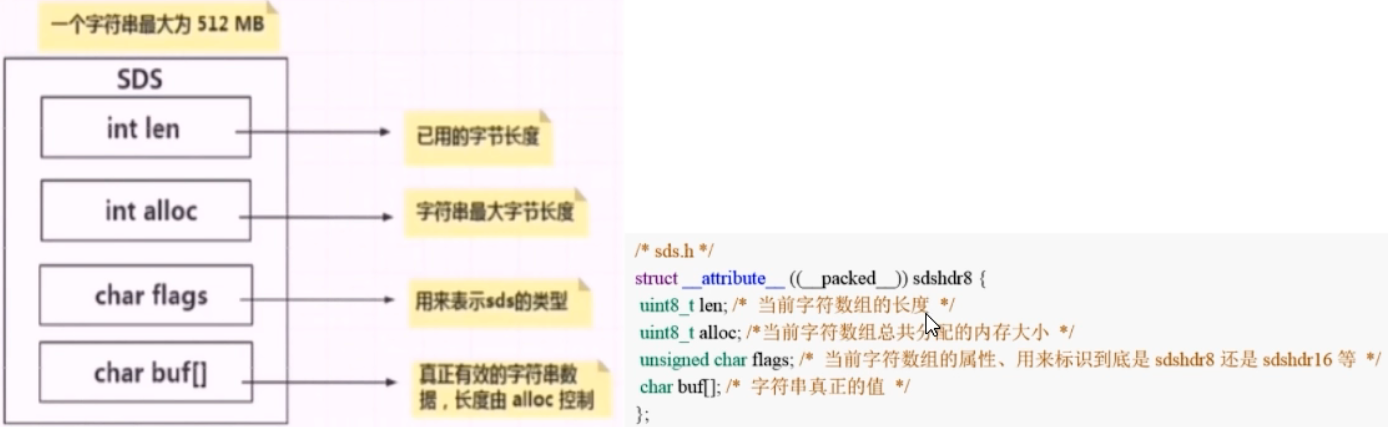 一个字符串最大为 512 MB
SDS
int len
已用的字节长度
int alloc
字符串最大字节长度
char flags
用来表示sds的类型
char buf[]
真正有效的字符串数
据，长度由 alloc 控制
/* sds.h */
struct __attribute__ ((__packed__)) sdshdr8 {
uint8_t len; /* 当前字符数组的长度 */
uint8_t alloc; /*当前字符数组总共分配的内存大小 */
unsigned char flags; /* 当前字符数组的属性、用来标识到底是 sdshdr8 还是 sdshdr16 等 */
char buf[]; /* 字符串真正的值 */
};